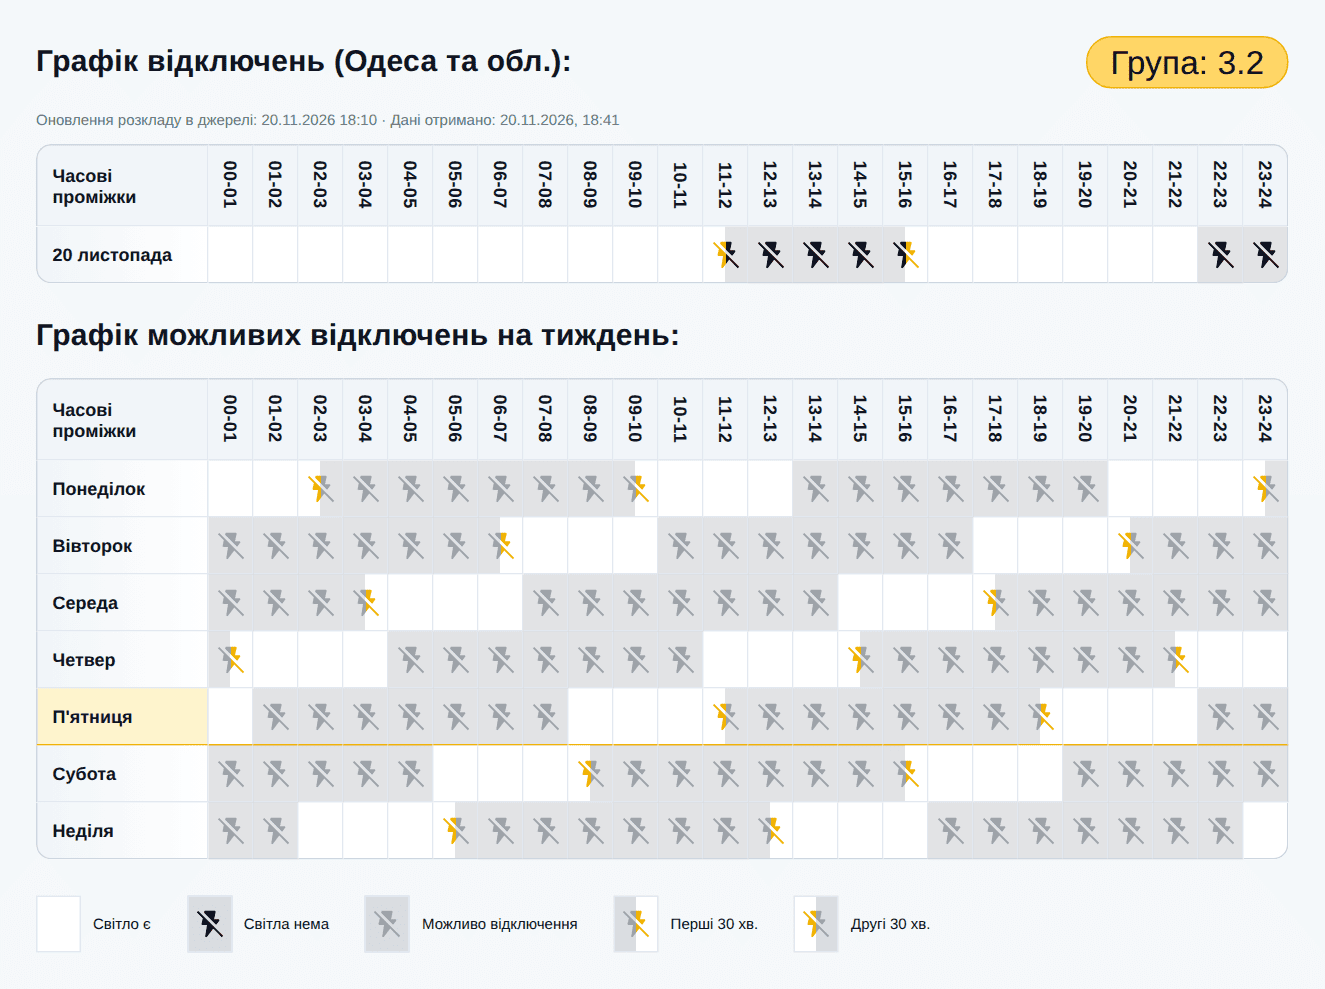 Графік відключень (Одеса та обл.):
Група: 3.2
Оновлення розкладу в джерелі: 20.11.2026 18:10 · Дані отримано: 20.11.2026, 18:41
Часові проміжки 00-01 01-02 02-03 03-04 04-05 05-06 06-07 07-08 08-09 09-10 10-11 11-12 12-13 13-14 14-15 15-16 16-17 17-18 18-19 19-20 20-21 21-22 22-23 23-24
20 листопада
Графік можливих відключень на тиждень:
Часові проміжки 00-01 01-02 02-03 03-04 04-05 05-06 06-07 07-08 08-09 09-10 10-11 11-12 12-13 13-14 14-15 15-16 16-17 17-18 18-19 19-20 20-21 21-22 22-23 23-24
Понеділок
Вівторок
Середа
Четвер
П'ятниця
Субота
Неділя
Світло є Світла нема Можливо відключення Перші 30 хв. Другі 30 хв.